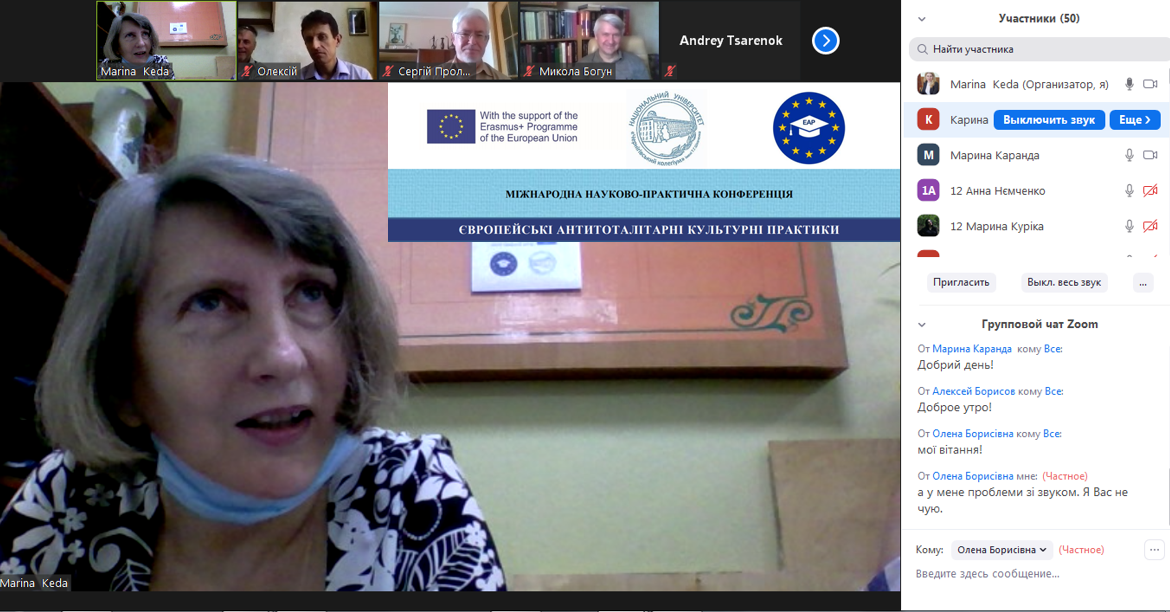 Marina Keda
Олексій
Сергій Прол...
Микола Богун
Andrey Tsarenok
With the support of the
Erasmus+ Programme
of the European Union
НАЦІОНАЛЬНИЙ УНІВЕРСИТЕТ
EAP
МІЖНАРОДНА НАУКОВО-ПРАКТИЧНА КОНФЕРЕНЦІЯ
ЄВРОПЕЙСЬКІ АНТИТОТАЛІТАРНІ КУЛЬТУРНІ ПРАКТИКИ
Marina Keda
Участники (50)
Найти участника
Marina Keda (Организатор, я)
К Карина Выключить звук Еще
М Марина Каранда
1А 12 Анна Нємченко
12 Марина Куріка
Пригласить Выкл. весь звук ...
Групповой чат Zoom
От Марина Каранда кому Все:
Добрий день!
От Алексей Борисов кому Все:
Доброе утро!
От Олена Борисівна кому Все:
мої вітання!
От Олена Борисівна мне: (Частное)
а у мене проблеми зі звуком. Я Вас не
чую.
Кому: Олена Борисівна (Частное)
Введите здесь сообщение...